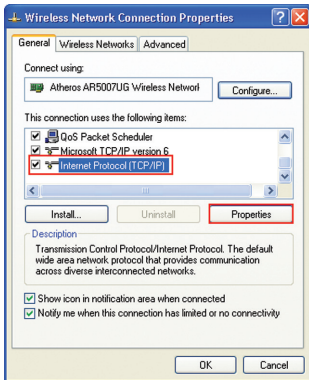 Wireless Network Connection Properties
General Wireless Networks Advanced
Connect using:
Atheros AR5007UG Wireless Network
Configure...
This connection uses the following items:
QoS Packet Scheduler
Microsoft TCP/IP version 6
Internet Protocol (TCP/IP)
Install... Uninstall Properties
Description
Transmission Control Protocol/Internet Protocol. The default
wide area network protocol that provides communication
across diverse interconnected networks.
Show icon in notification area when connected
Notify me when this connection has limited or no connectivity
OK Cancel